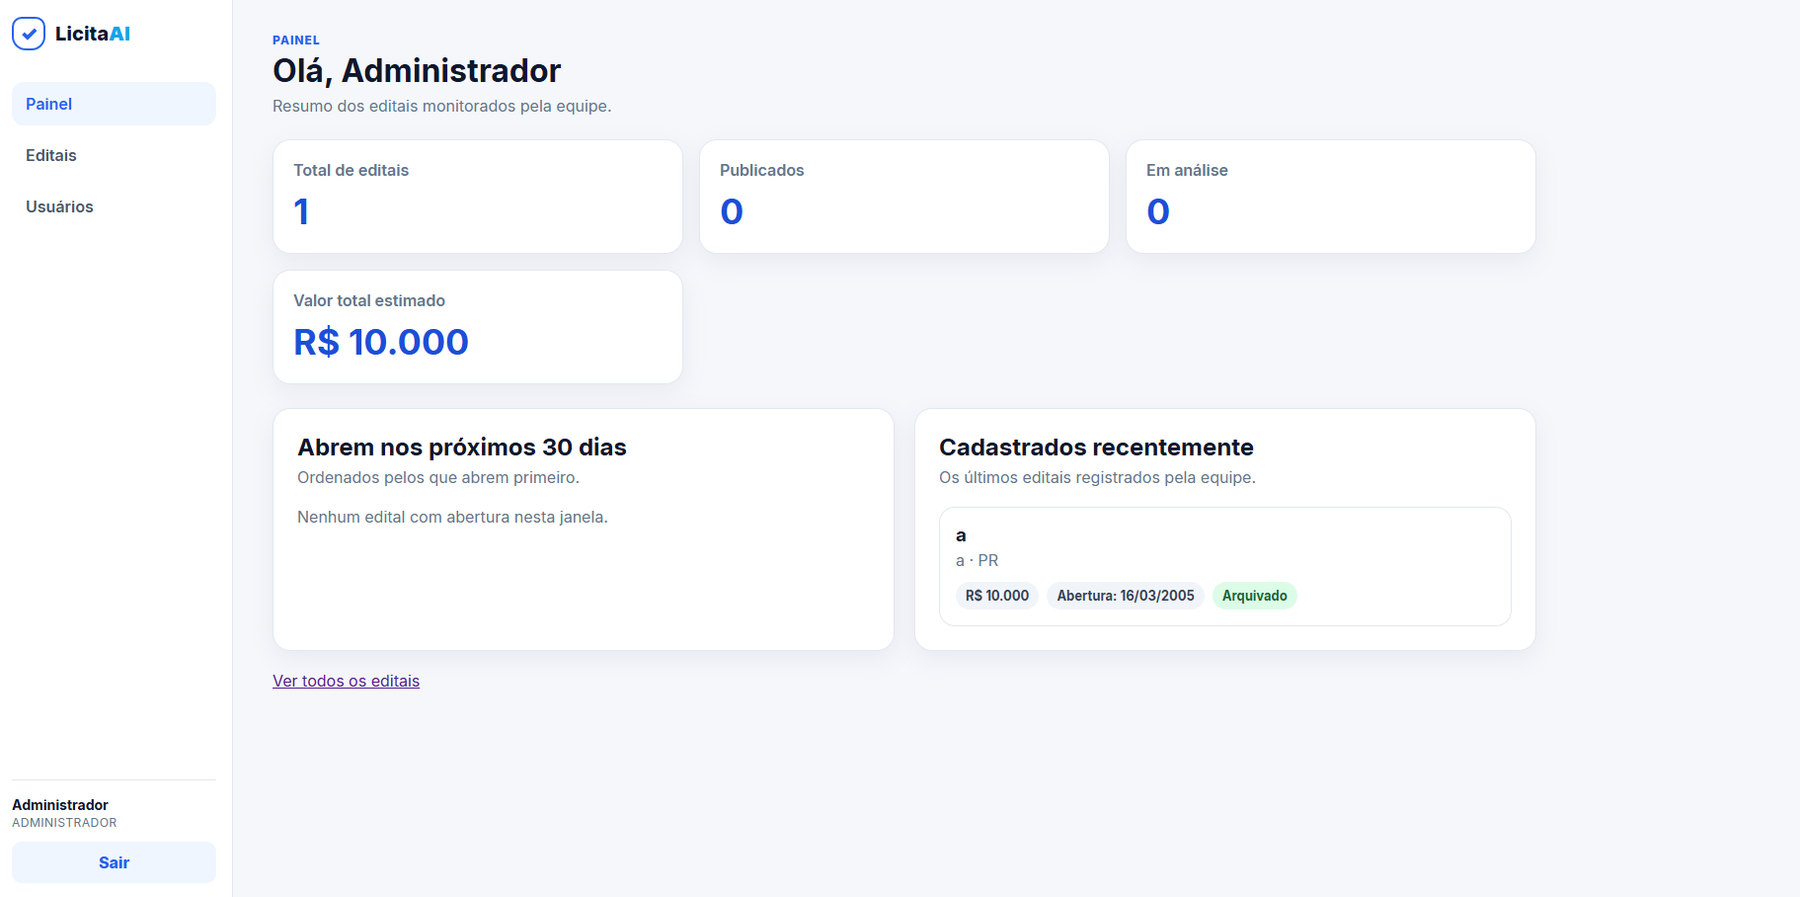 LicitaAI
Painel
Editais
Usuários
Administrador
ADMINISTRADOR
Sair
PAINEL
Olá, Administrador
Resumo dos editais monitorados pela equipe.
Total de editais
1
Publicados
0
Em análise
0
Valor total estimado
R$ 10.000
Abrem nos próximos 30 dias
Ordenados pelos que abrem primeiro.
Nenhum edital com abertura nesta janela.
Cadastrados recentemente
Os últimos editais registrados pela equipe.
a
a · PR
R$ 10.000 Abertura: 16/03/2005 Arquivado
Ver todos os editais